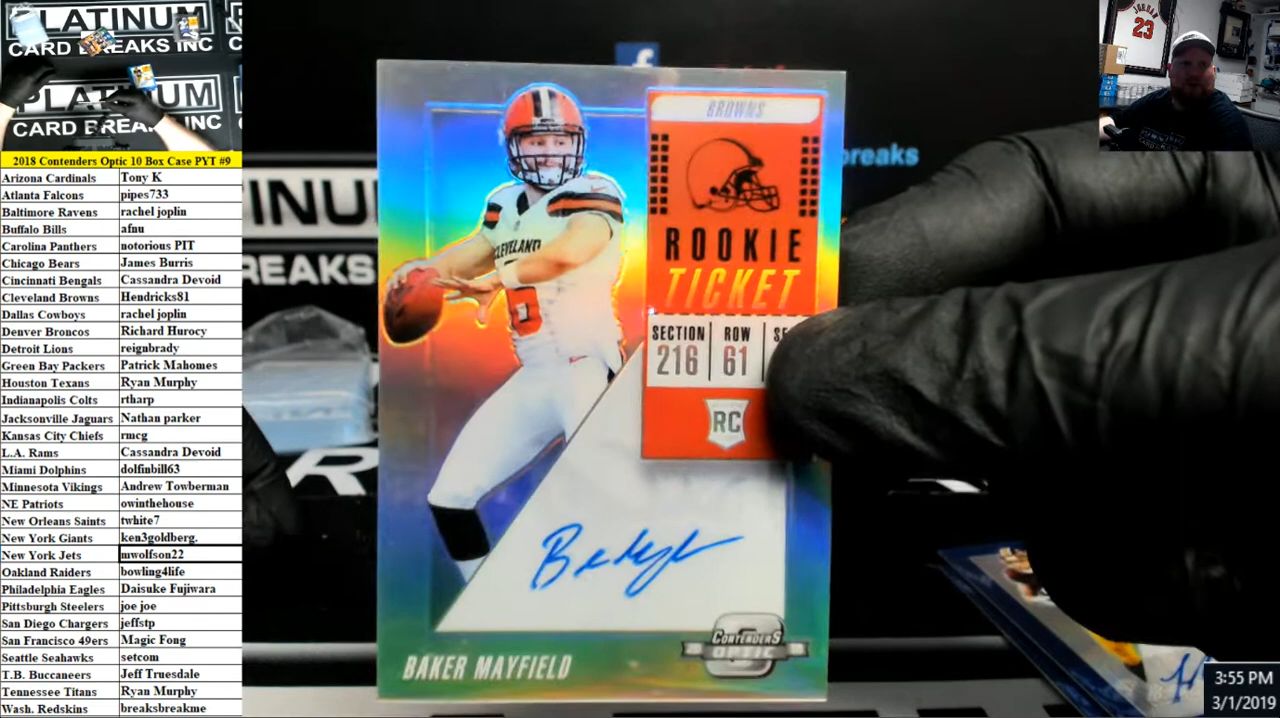 PLATINUM
CARD BREAKS INC
PLATINUM
CARD BREAKS INC
2018 Contenders Optic 10 Box Case PYT #9
Arizona Cardinals Tony K
Atlanta Falcons pipes733
Baltimore Ravens rachel joplin
Buffalo Bills afnu
Carolina Panthers notorious PIT
Chicago Bears James Burris
Cincinnati Bengals Cassandra Devoid
Cleveland Browns Hendricks81
Dallas Cowboys rachel joplin
Denver Broncos Richard Hurocy
Detroit Lions reignbrady
Green Bay Packers Patrick Mahomes
Houston Texans Ryan Murphy
Indianapolis Colts rtharp
Jacksonville Jaguars Nathan parker
Kansas City Chiefs rmcg
L.A. Rams Cassandra Devoid
Miami Dolphins dolfinbill63
Minnesota Vikings Andrew Towberman
NE Patriots owinthehouse
New Orleans Saints twhite7
New York Giants ken3goldberg.
New York Jets mwolfson22
Oakland Raiders bowling4life
Philadelphia Eagles Daisuke Fujiwara
Pittsburgh Steelers joe joe
San Diego Chargers jeffstp
San Francisco 49ers Magic Fong
Seattle Seahawks setcom
T.B. Buccaneers Jeff Truesdale
Tennessee Titans Ryan Murphy
Wash. Redskins breaksbreakme
f
breaks
INU
REAKS
BROWNS
ROOKIE
TICKET
SECTION ROW
216 61
RC
CLEVELAND
6
CONTENDERS
OPTIC
BAKER MAYFIELD
JORDAN
23
3:55 PM
3/1/2019